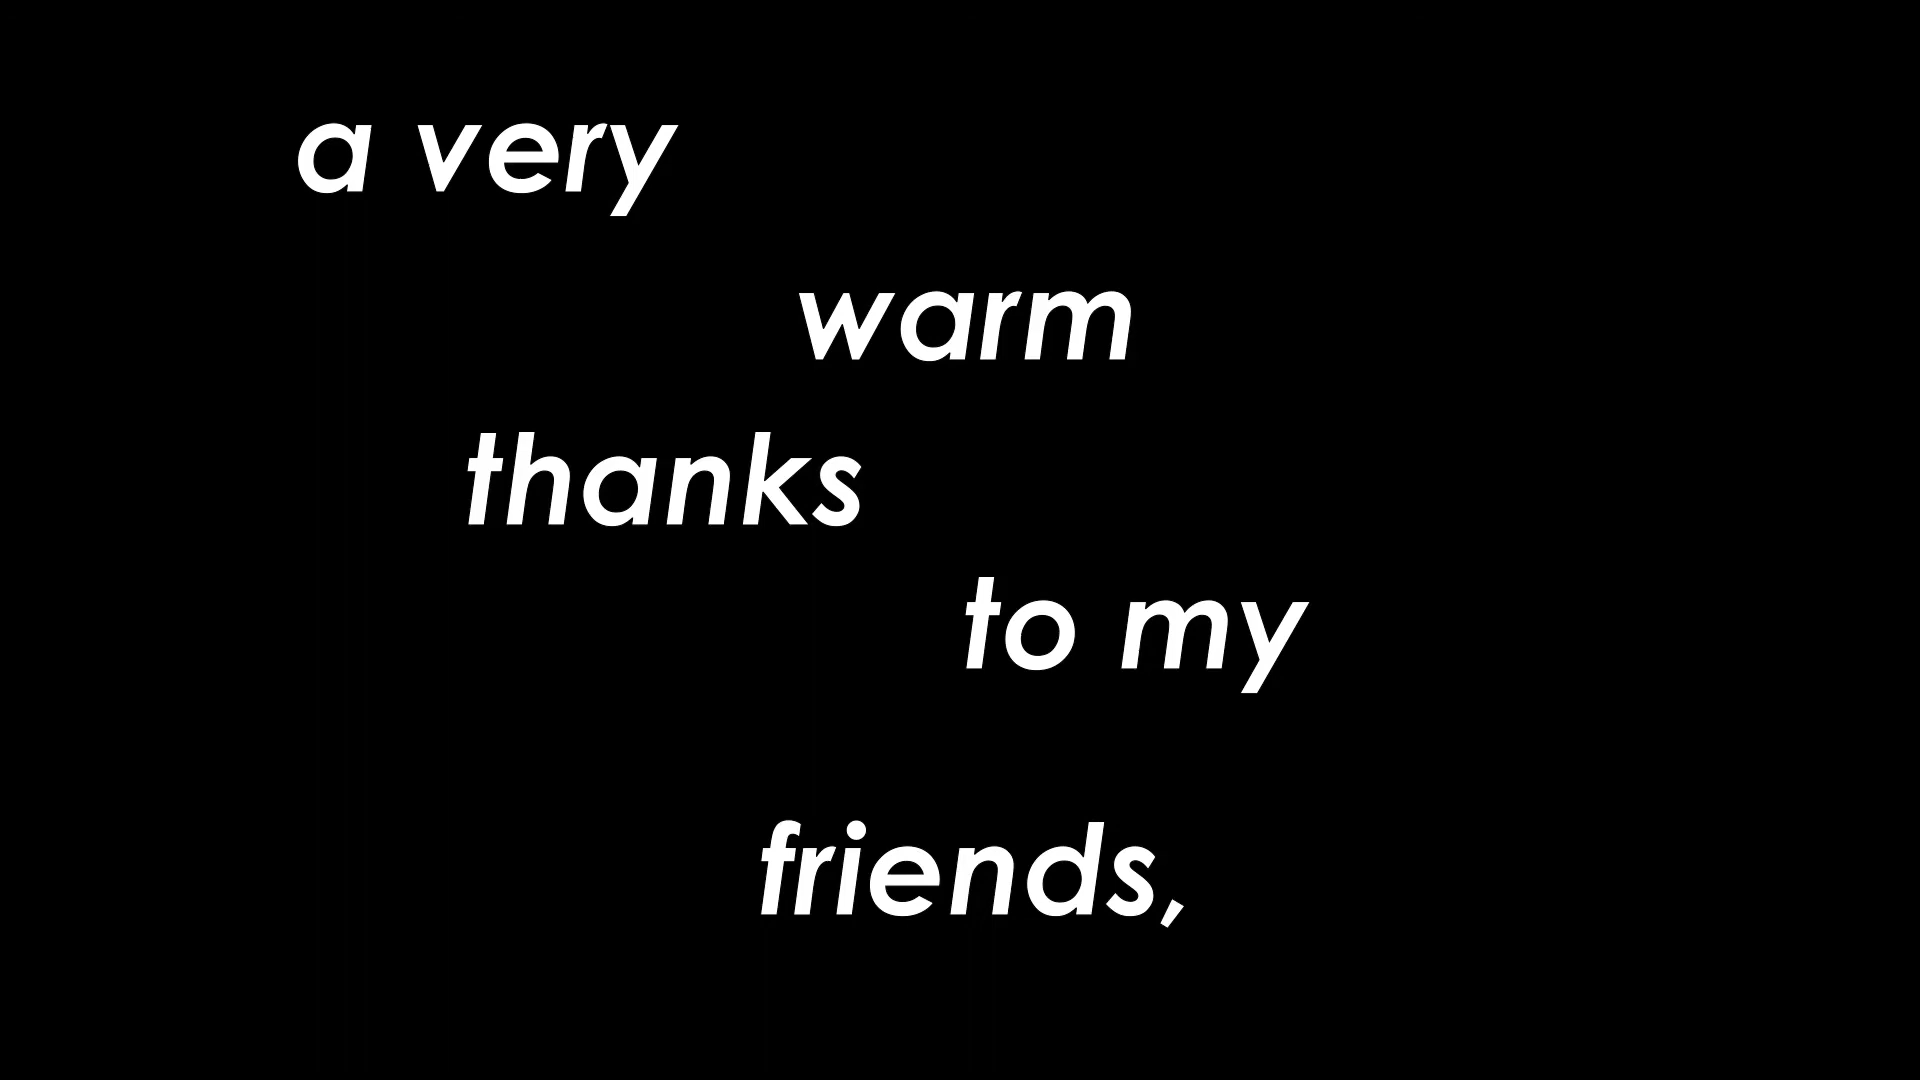 a very
warm
thanks
to my
friends,